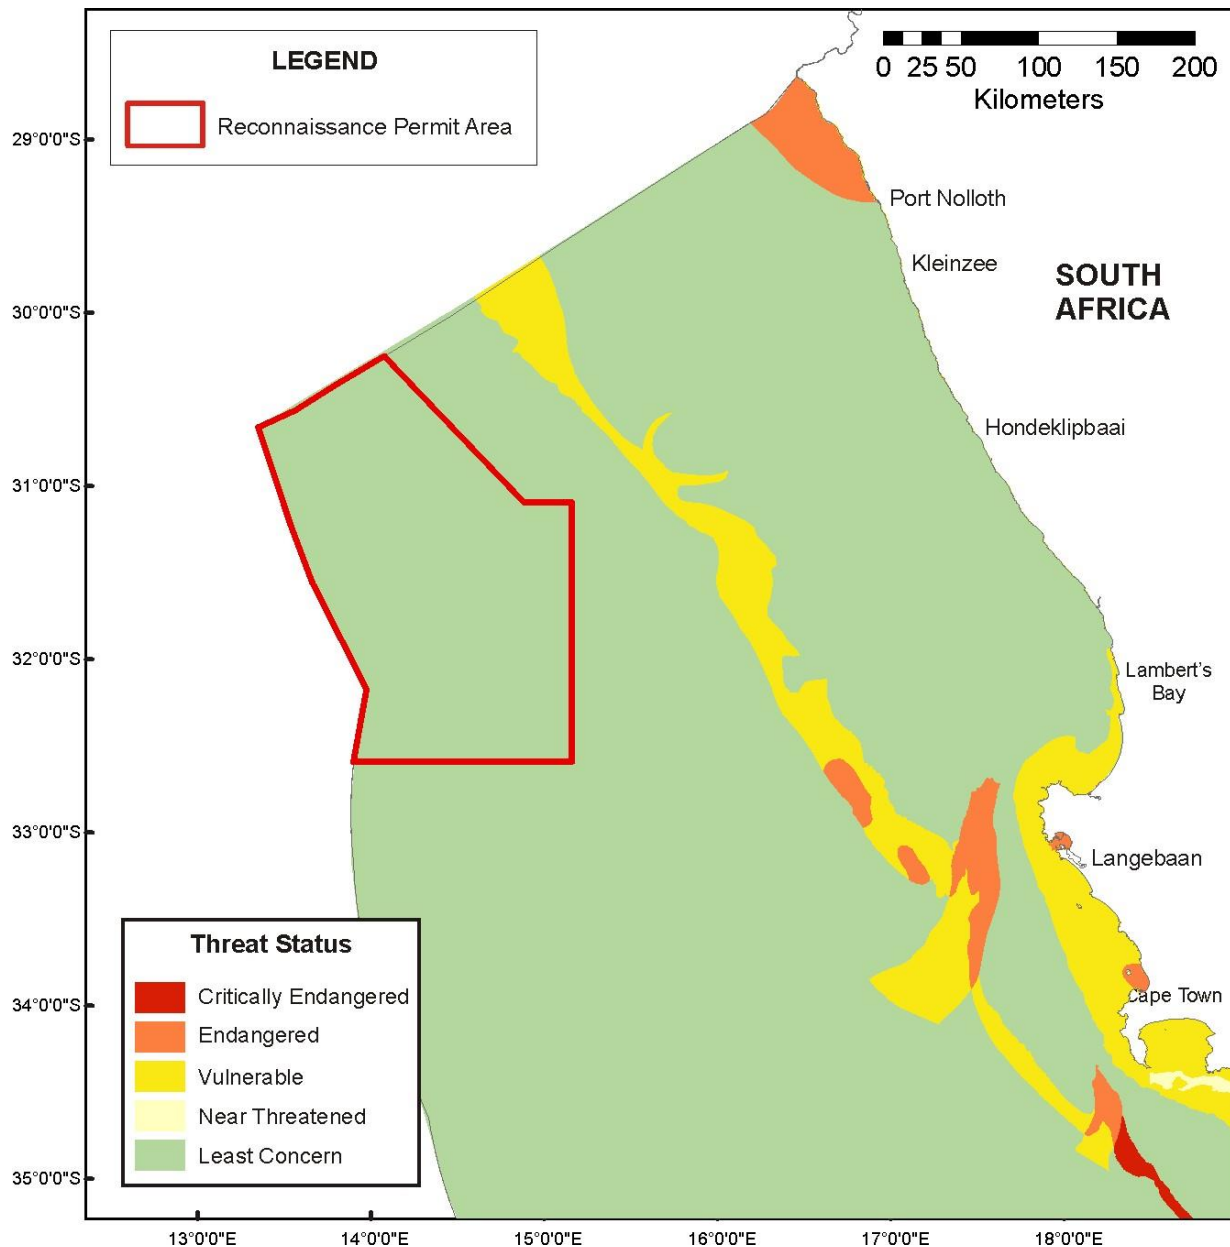 LEGEND
Reconnaissance Permit Area
0 25 50 100 150 200
Kilometers
29°0'0"S
30°0'0"S
31°0'0"S
32°0'0"S
33°0'0"S
34°0'0"S
35°0'0"S
Port Nolloth
Kleinzee
SOUTH
AFRICA
Hondeklipbaai
Lambert's
Bay
Langebaan
Cape Town
Threat Status
Critically Endangered
Endangered
Vulnerable
Near Threatened
Least Concern
13°0'0"E 14°0'0"E 15°0'0"E 16°0'0"E 17°0'0"E 18°0'0"E